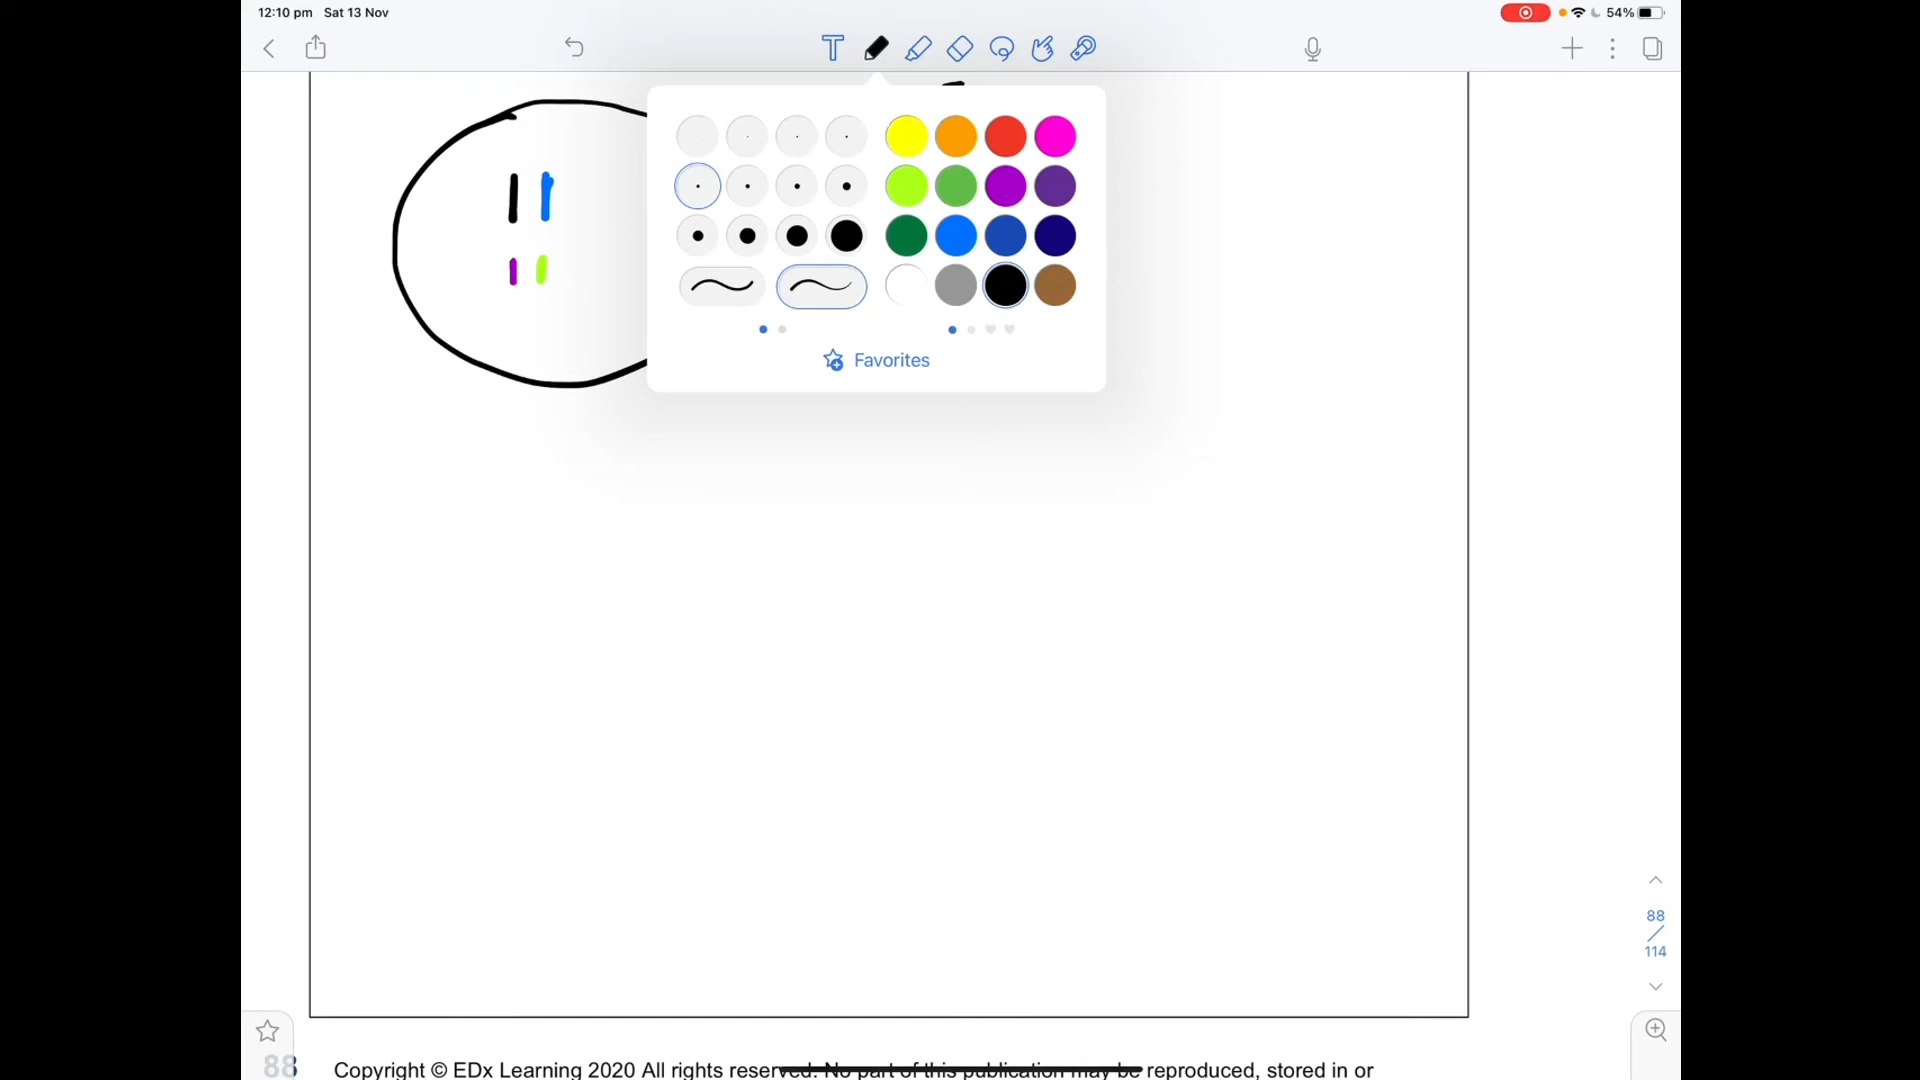 12:10 pm Sat 13 Nov 54%
T
Favorites
88
114
88
Copyright © EDx Learning 2020 All rights reserved. No part of this publication may be reproduced, stored in or